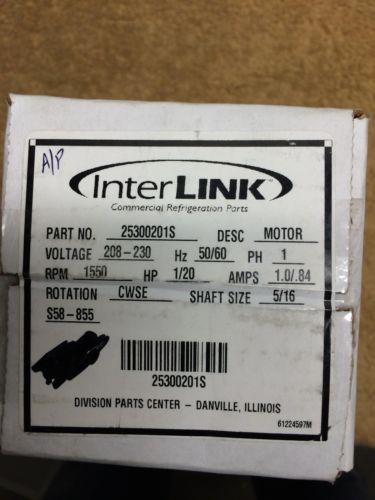 A/P
InterLINK
Commercial Refrigeration Parts
PART NO. 25300201S DESC MOTOR
VOLTAGE 208-230 Hz 50/60 PH 1
RPM 1550 HP 1/20 AMPS 1.0/.84
ROTATION CWSE SHAFT SIZE 5/16
S58-855
25300201S
DIVISION PARTS CENTER - DANVILLE, ILLINOIS
61224597M